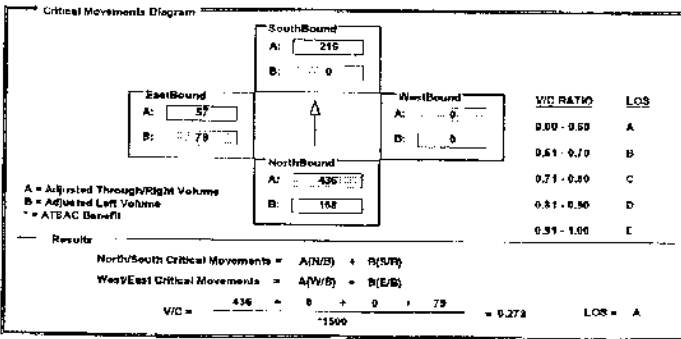 Critical Movements Diagram
SouthBound
A: 216
B: 0
EastBound
A: 57
B: 79
WestBound
A: 0
B: 0
NorthBound
A: 436
B: 168
V/C RATIO LOS
0.00 - 0.60 A
0.61 - 0.70 B
0.71 - 0.80 C
0.81 - 0.90 D
0.91 - 1.00 E
A = Adjusted Through/Right Volume
B = Adjusted Left Volume
* = ATSAC Benefit
Results
North/South Critical Movements = A(N/B) + B(S/B)
West/East Critical Movements = A(W/B) + B(E/B)
V/C = 436 + 0 + 0 + 79 = 0.273 LOS = A
*1500